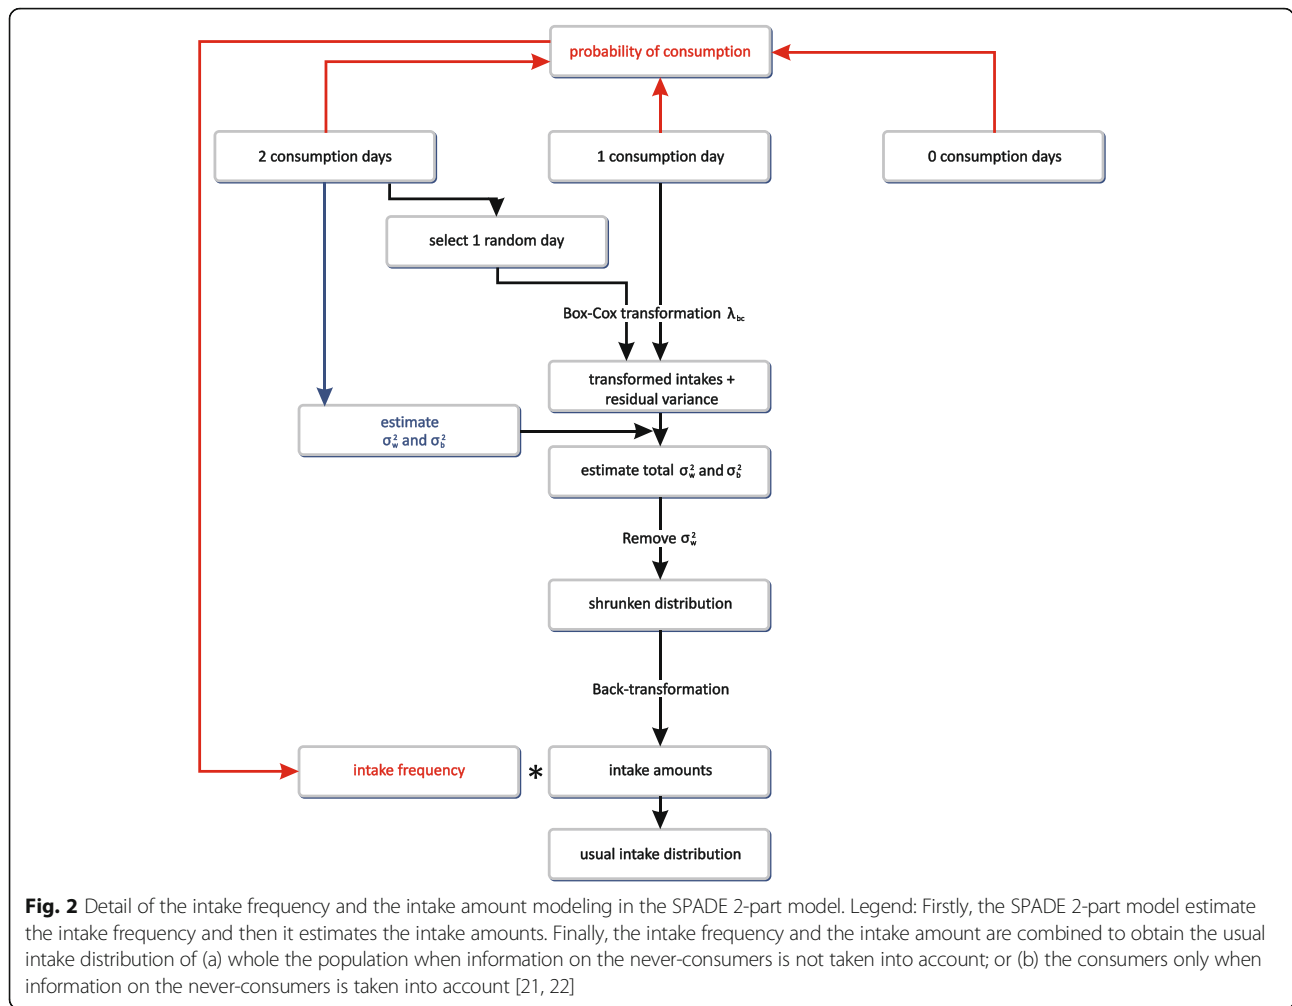 probability of consumption
2 consumption days
1 consumption day
0 consumption days
select 1 random day
Box-Cox transformation λbc
transformed intakes +
residual variance
estimate
σ²w and σ²b
estimate total σ²w and σ²b
Remove σ²w
shrunken distribution
Back-transformation
intake frequency
*
intake amounts
usual intake distribution
Fig. 2 Detail of the intake frequency and the intake amount modeling in the SPADE 2-part model. Legend: Firstly, the SPADE 2-part model estimate
the intake frequency and then it estimates the intake amounts. Finally, the intake frequency and the intake amount are combined to obtain the usual
intake distribution of (a) whole the population when information on the never-consumers is not taken into account; or (b) the consumers only when
information on the never-consumers is taken into account [21, 22]